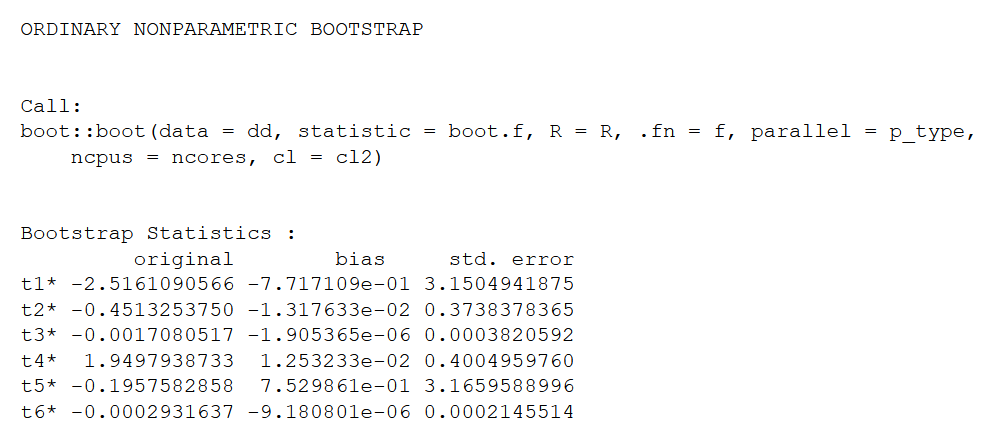 ORDINARY NONPARAMETRIC BOOTSTRAP
Call:
boot::boot(data = dd, statistic = boot.f, R = R, .fn = f, parallel = p_type,
    ncpus = ncores, cl = cl2)
Bootstrap Statistics :
         original        bias     std. error
t1* -2.5161090566 -7.717109e-01 3.1504941875
t2* -0.4513253750 -1.317633e-02 0.3738378365
t3* -0.0017080517 -1.905365e-06 0.0003820592
t4*  1.9497938733  1.253233e-02 0.4004959760
t5* -0.1957582858  7.529861e-01 3.1659588996
t6* -0.0002931637 -9.180801e-06 0.0002145514